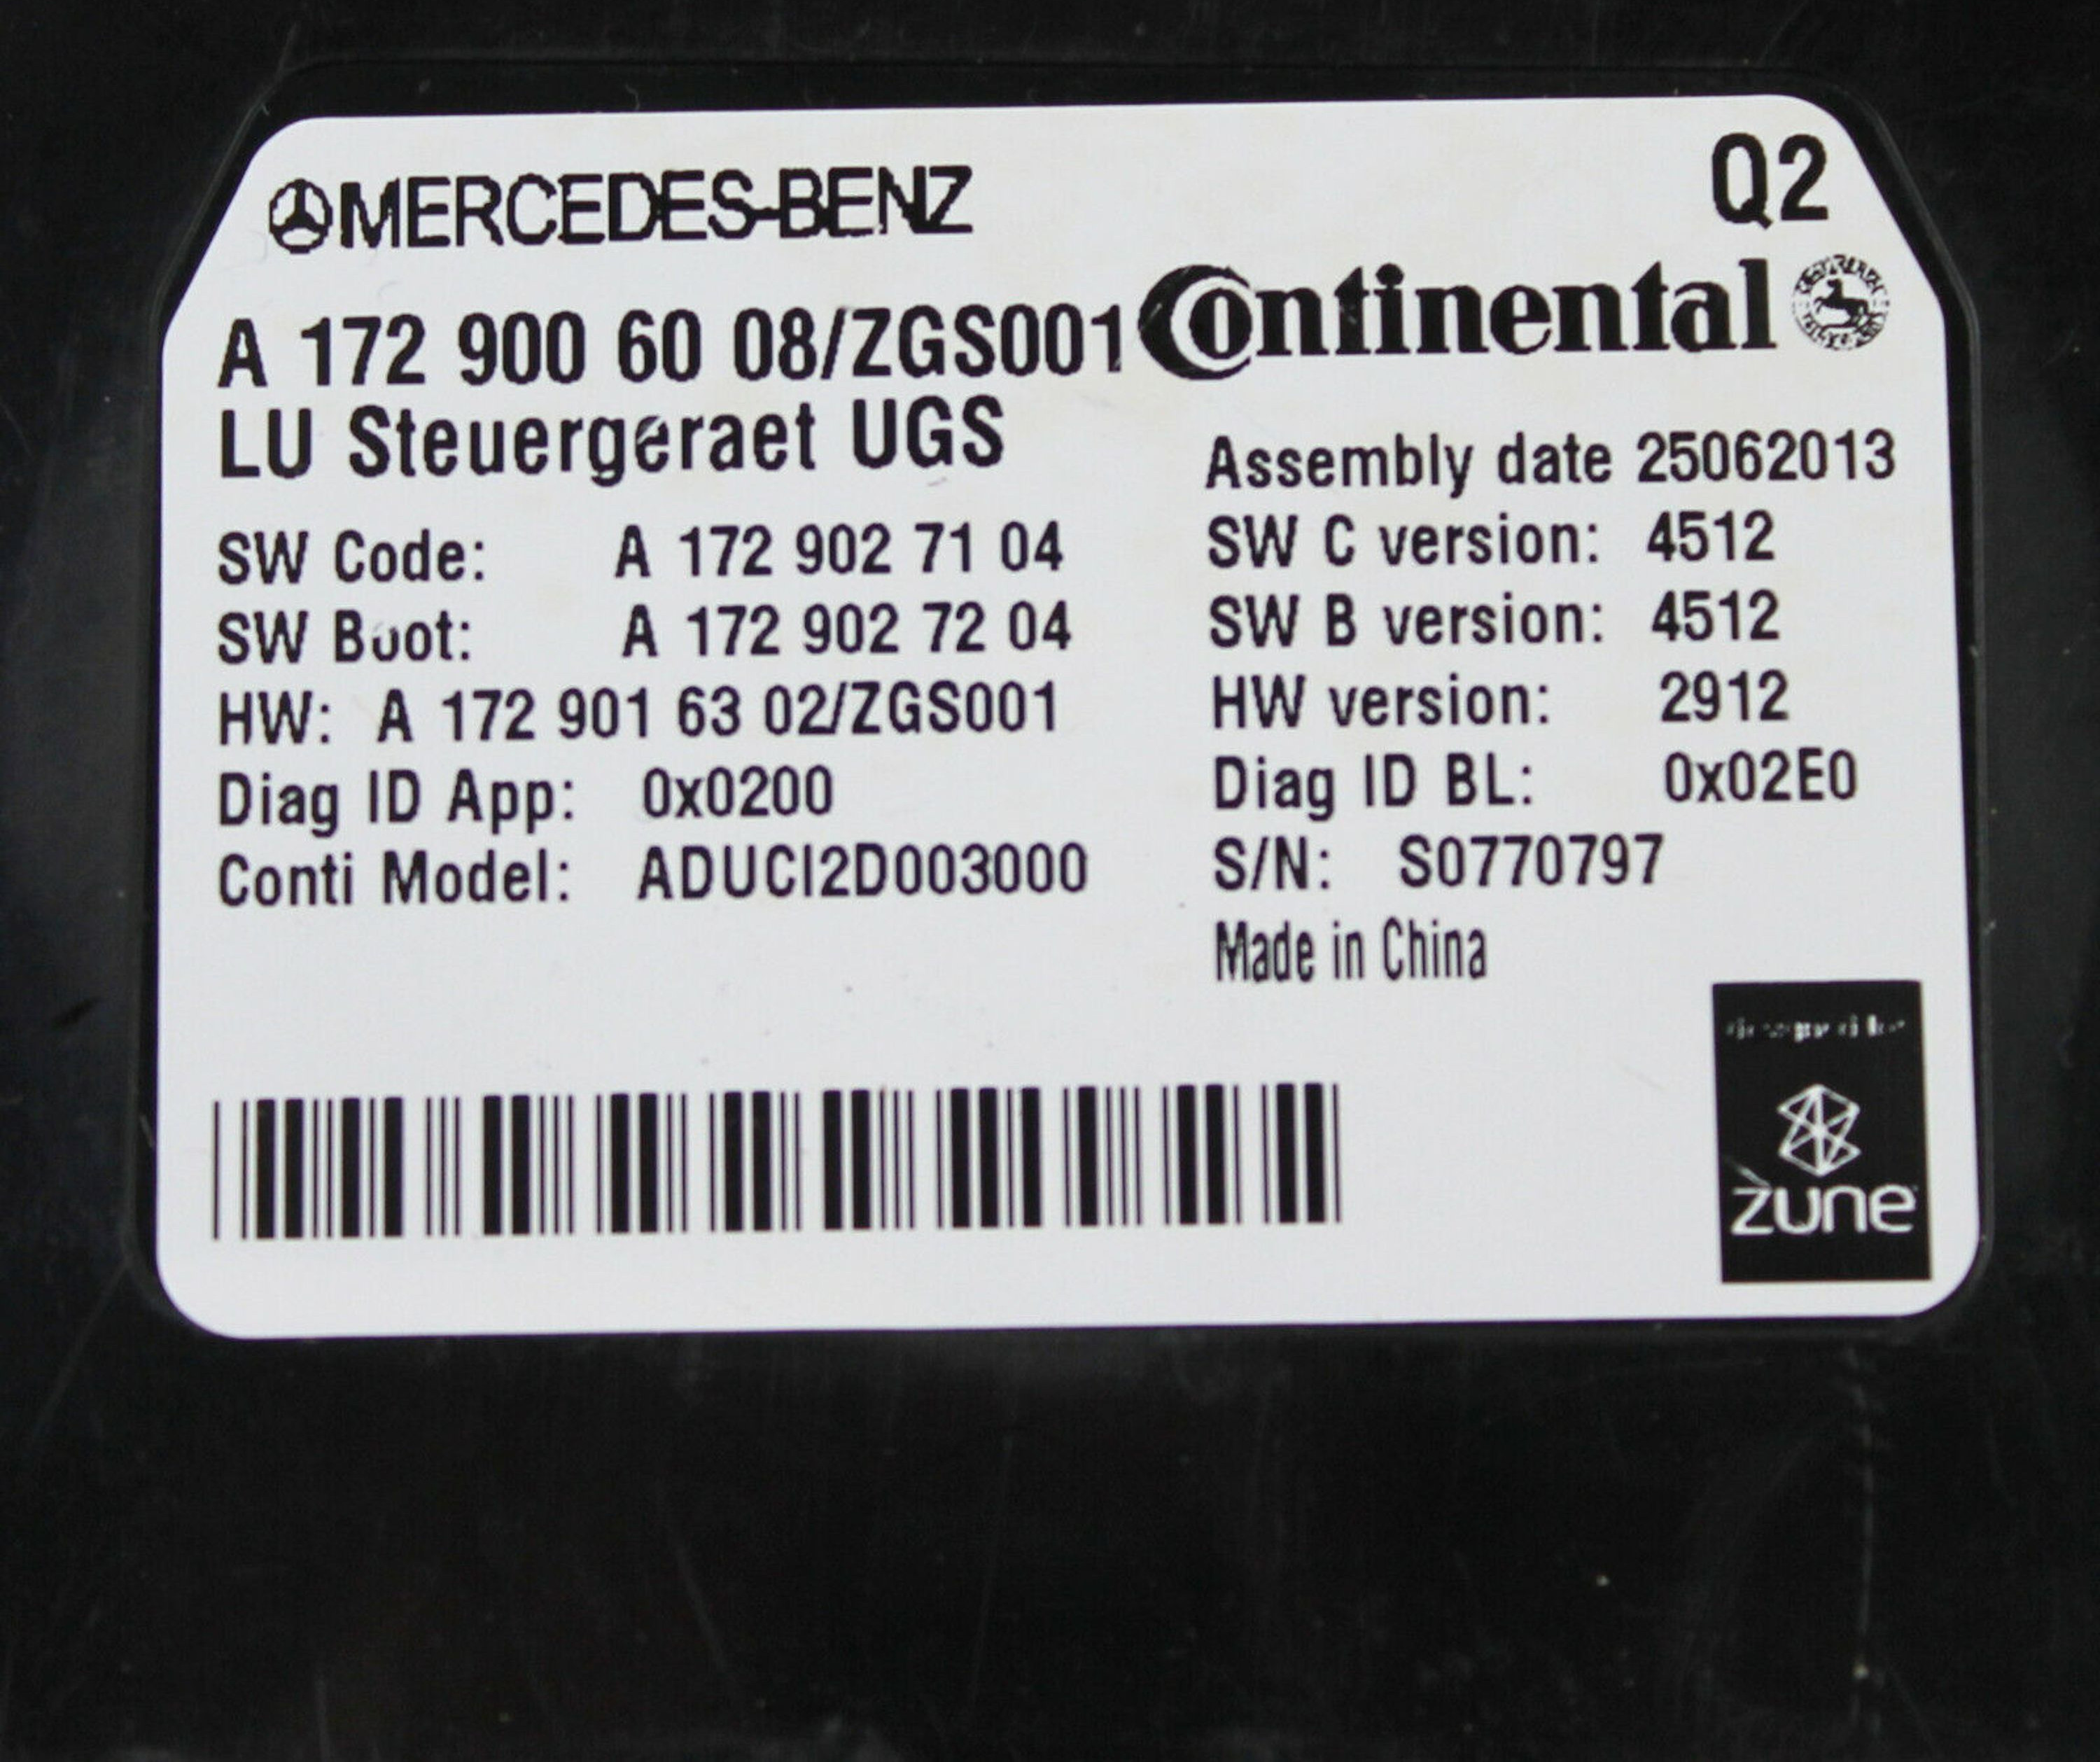 MERCEDES-BENZ
Q2
A 172 900 60 08/ZGS001
Continental
LU Steuergeraet UGS
Assembly date 25062013
SW Code: A 172 902 71 04
SW C version: 4512
SW Boot: A 172 902 72 04
SW B version: 4512
HW: A 172 901 63 02/ZGS001
HW version: 2912
Diag ID App: 0x0200
Diag ID BL: 0x02E0
Conti Model: ADUCI2D003000
S/N: S0770797
Made in China
zune